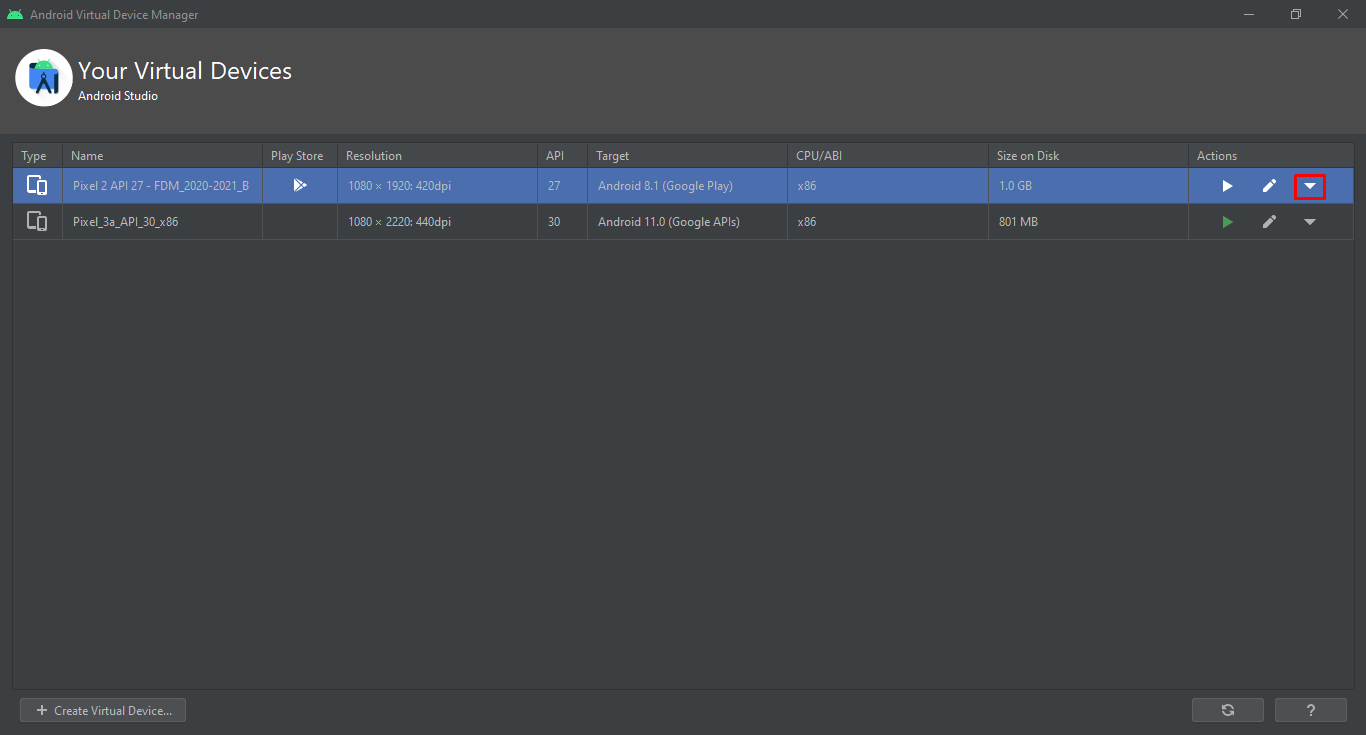 Android Virtual Device Manager
Your Virtual Devices
Android Studio
Type Name Play Store Resolution API Target CPU/ABI Size on Disk Actions
Pixel 2 API 27 - FDM_2020-2021_B 1080 × 1920: 420dpi 27 Android 8.1 (Google Play) x86 1.0 GB
Pixel_3a_API_30_x86 1080 × 2220: 440dpi 30 Android 11.0 (Google APIs) x86 801 MB
+ Create Virtual Device... ?